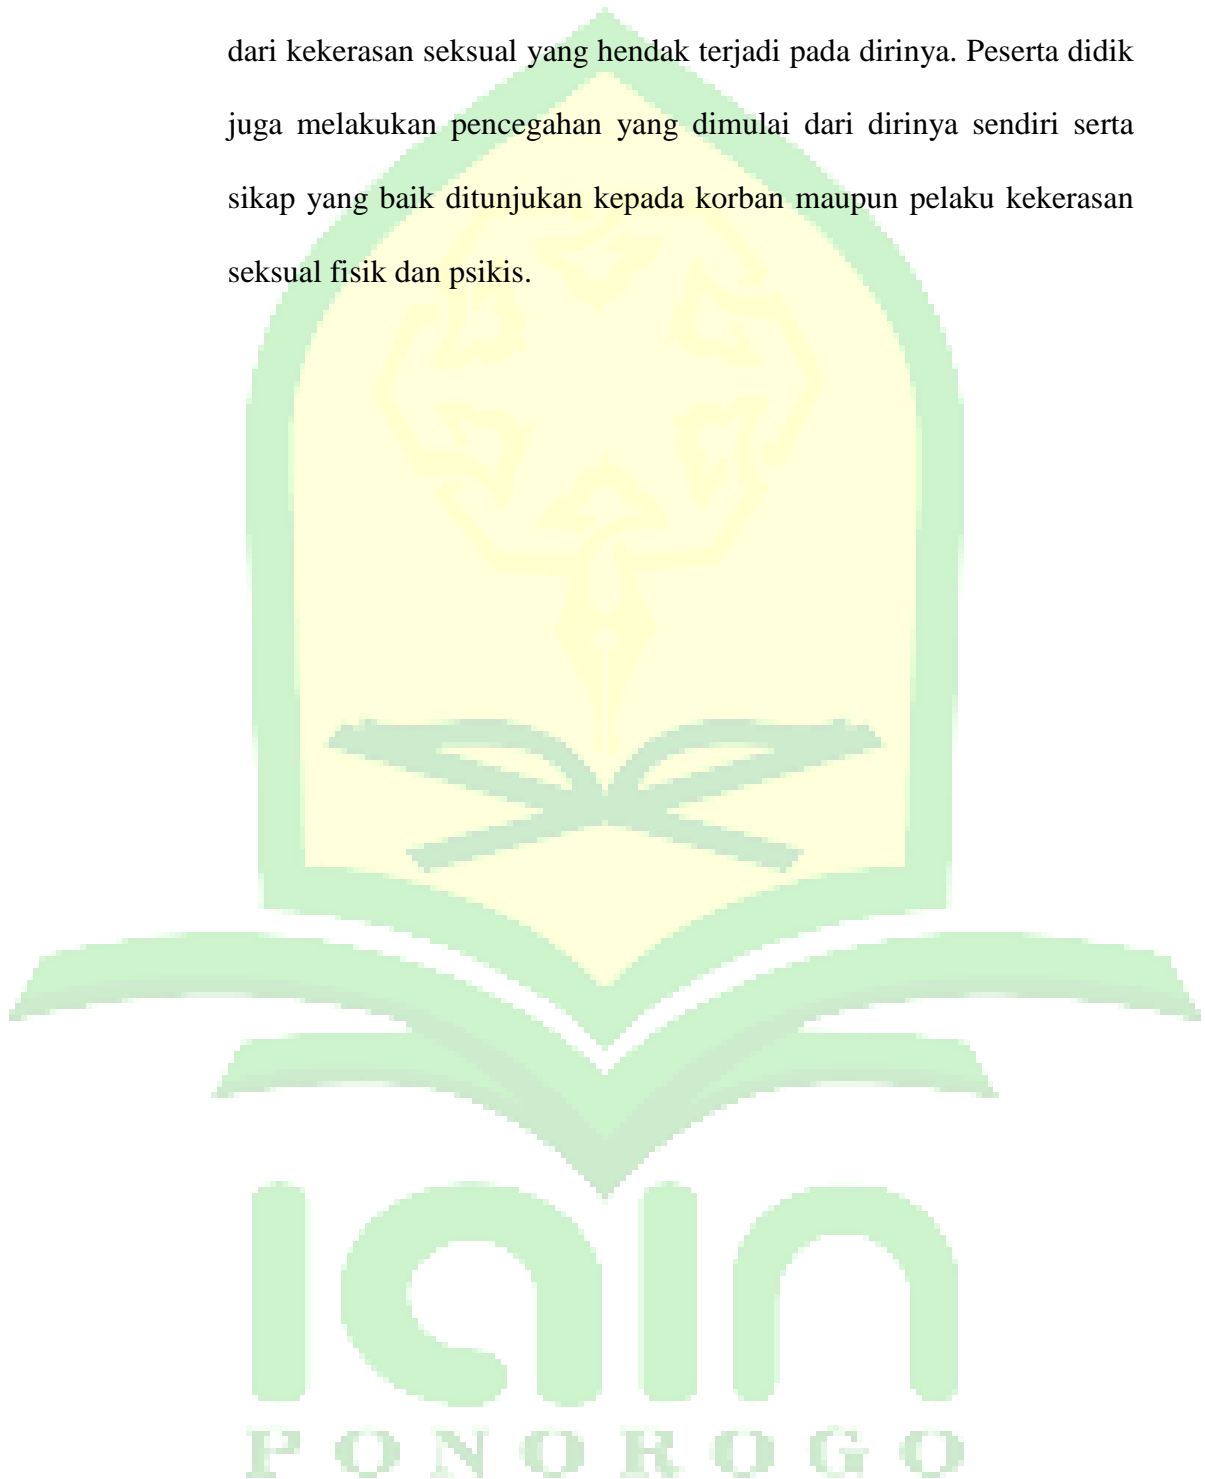 dari kekerasan seksual yang hendak terjadi pada dirinya. Peserta didik
juga melakukan pencegahan yang dimulai dari dirinya sendiri serta
sikap yang baik ditunjukan kepada korban maupun pelaku kekerasan
seksual fisik dan psikis.
iain
PONOROGO